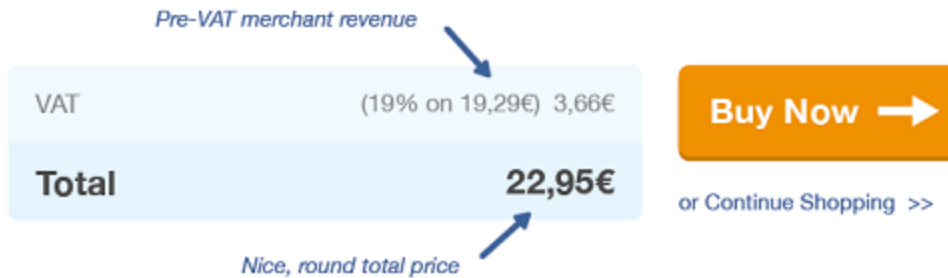 Pre-VAT merchant revenue
VAT (19% on 19,29€) 3,66€
Buy Now
Total 22,95€
or Continue Shopping >>
Nice, round total price